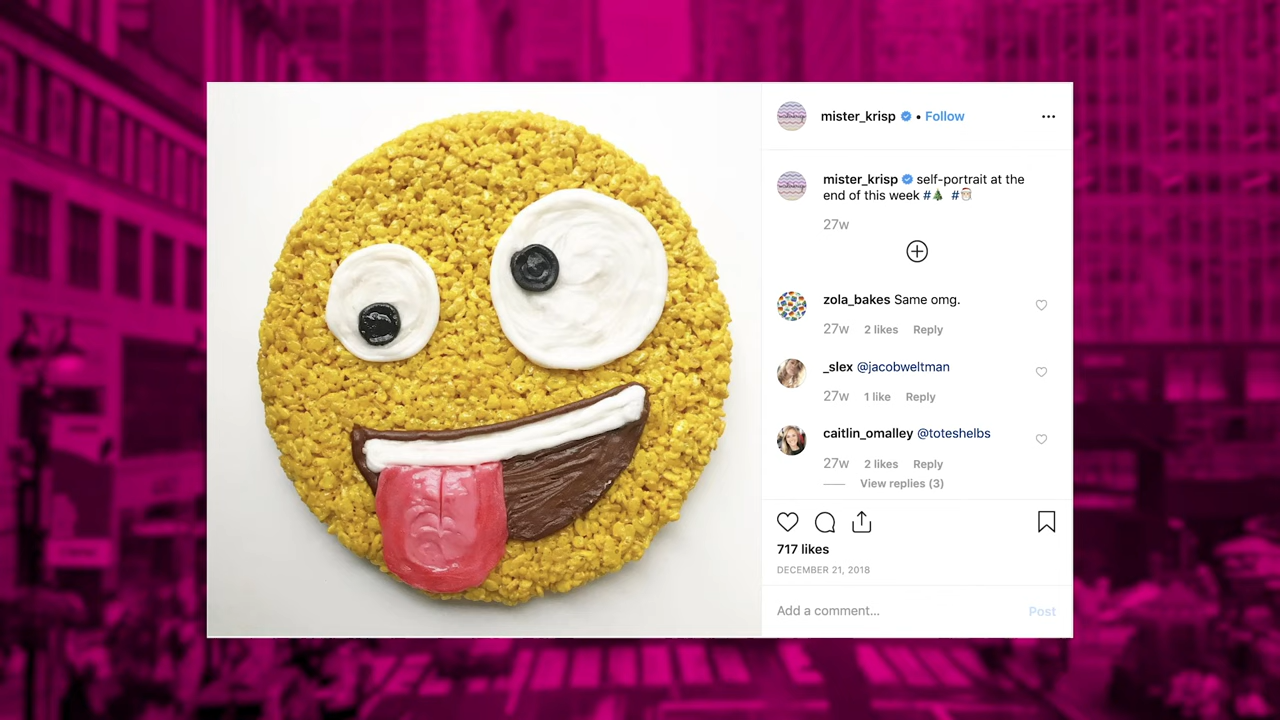 mister_krisp • Follow
mister_krisp self-portrait at the
end of this week #🎄 #🎅
27w
zola_bakes Same omg.
27w 2 likes Reply
_slex @jacobweltman
27w 1 like Reply
caitlin_omalley @toteshelbs
27w 2 likes Reply
View replies (3)
717 likes
DECEMBER 21, 2018
Add a comment... Post